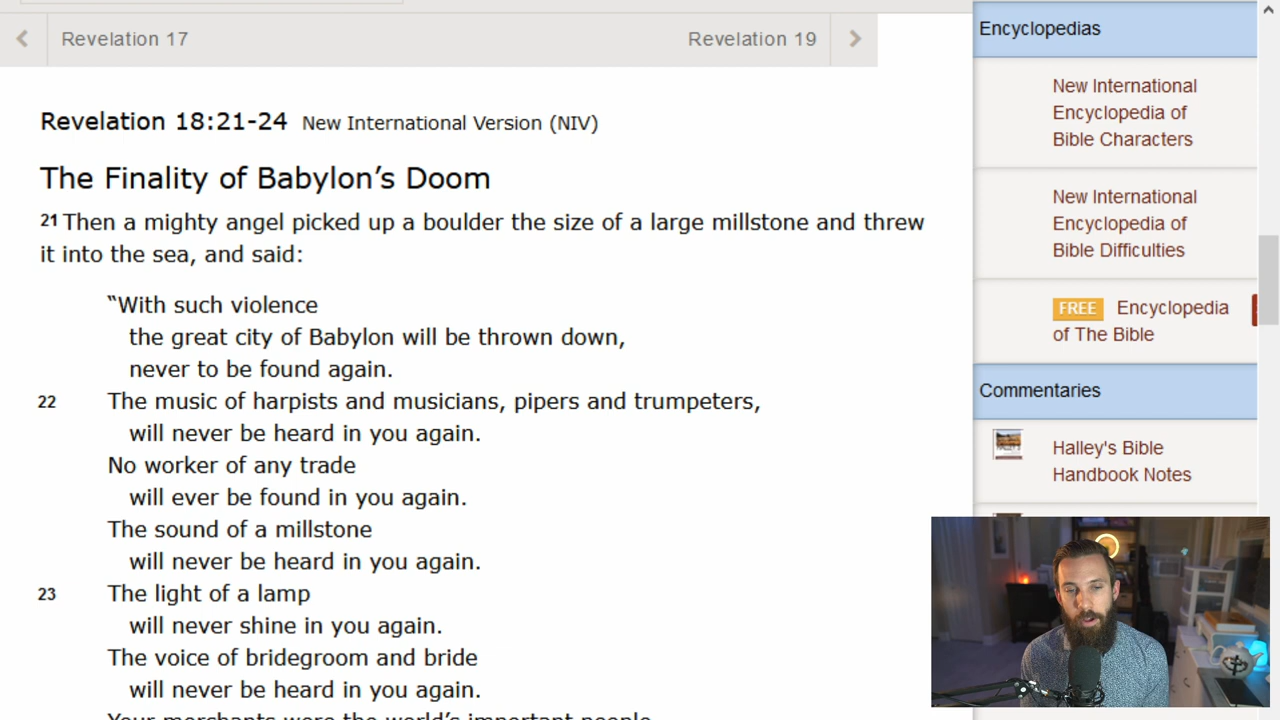 Revelation 17
Revelation 19
Revelation 18:21-24 New International Version (NIV)
The Finality of Babylon’s Doom
21 Then a mighty angel picked up a boulder the size of a large millstone and threw
it into the sea, and said:
“With such violence
the great city of Babylon will be thrown down,
never to be found again.
22 The music of harpists and musicians, pipers and trumpeters,
will never be heard in you again.
No worker of any trade
will ever be found in you again.
The sound of a millstone
will never be heard in you again.
23 The light of a lamp
will never shine in you again.
The voice of bridegroom and bride
will never be heard in you again.
Your merchants were the world’s important people
Encyclopedias
New International
Encyclopedia of
Bible Characters
New International
Encyclopedia of
Bible Difficulties
FREE Encyclopedia
of The Bible
Commentaries
Halley's Bible
Handbook Notes